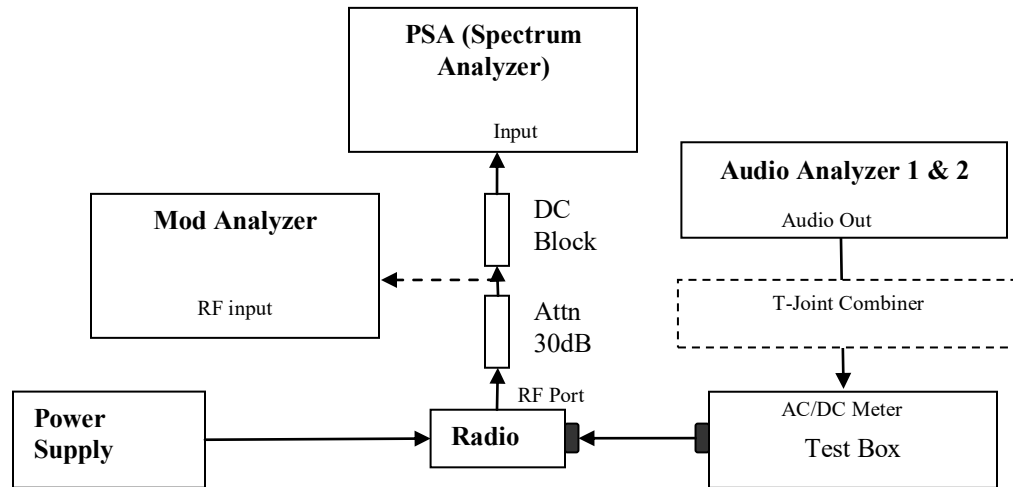 PSA (Spectrum
Analyzer)
Input
Audio Analyzer 1 & 2
Audio Out
Mod Analyzer
RF input
DC
Block
T-Joint Combiner
Attn
30dB
RF Port
Power
Supply
Radio
AC/DC Meter
Test Box